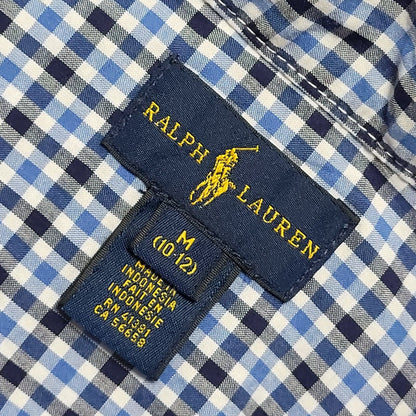 RALPH LAUREN
M
(10-12)
MADE IN
INDONESIA
FAIT EN
INDONESIE
RN 41381
CA 56658